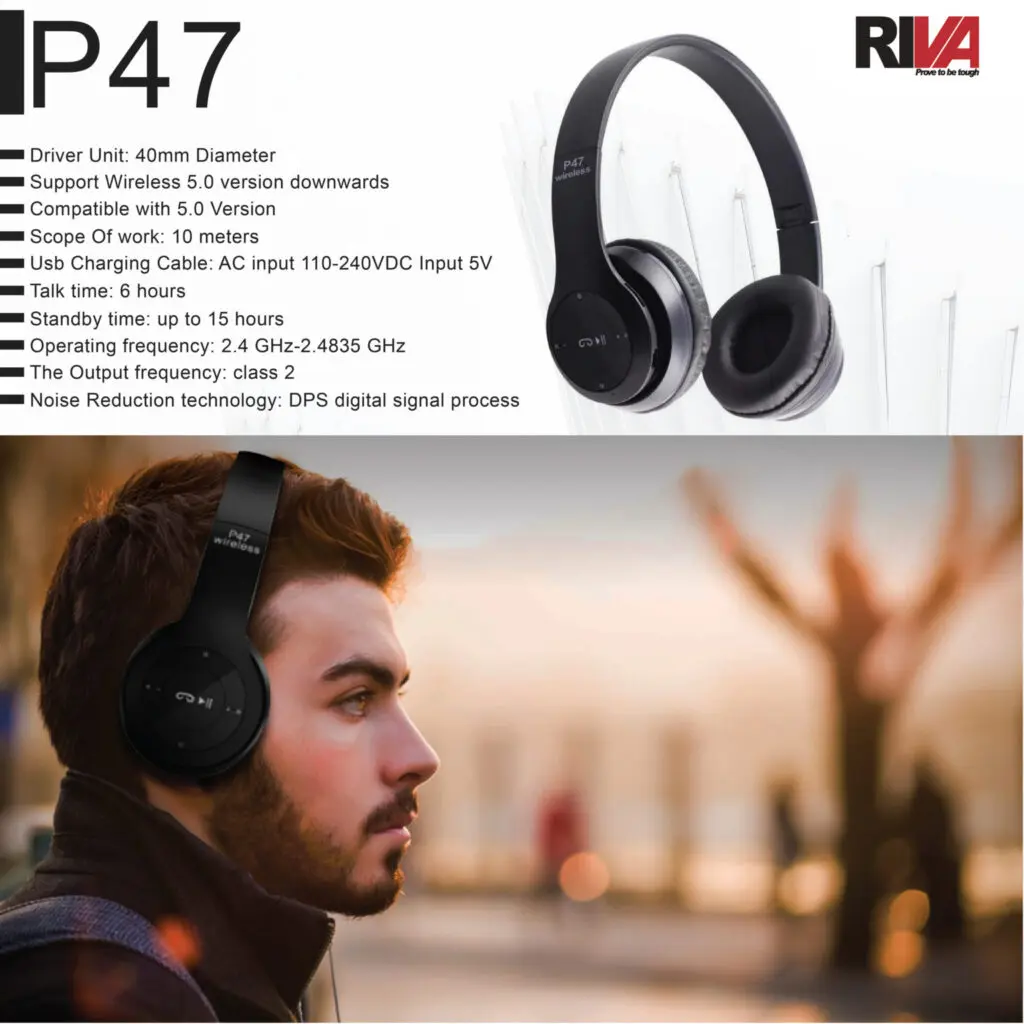 P47
RIVA
Prove to be tough
Driver Unit: 40mm Diameter
Support Wireless 5.0 version downwards
Compatible with 5.0 Version
Scope Of work: 10 meters
Usb Charging Cable: AC input 110-240VDC Input 5V
Talk time: 6 hours
Standby time: up to 15 hours
Operating frequency: 2.4 GHz-2.4835 GHz
The Output frequency: class 2
Noise Reduction technology: DPS digital signal process
P47
wireless
P47
wireless